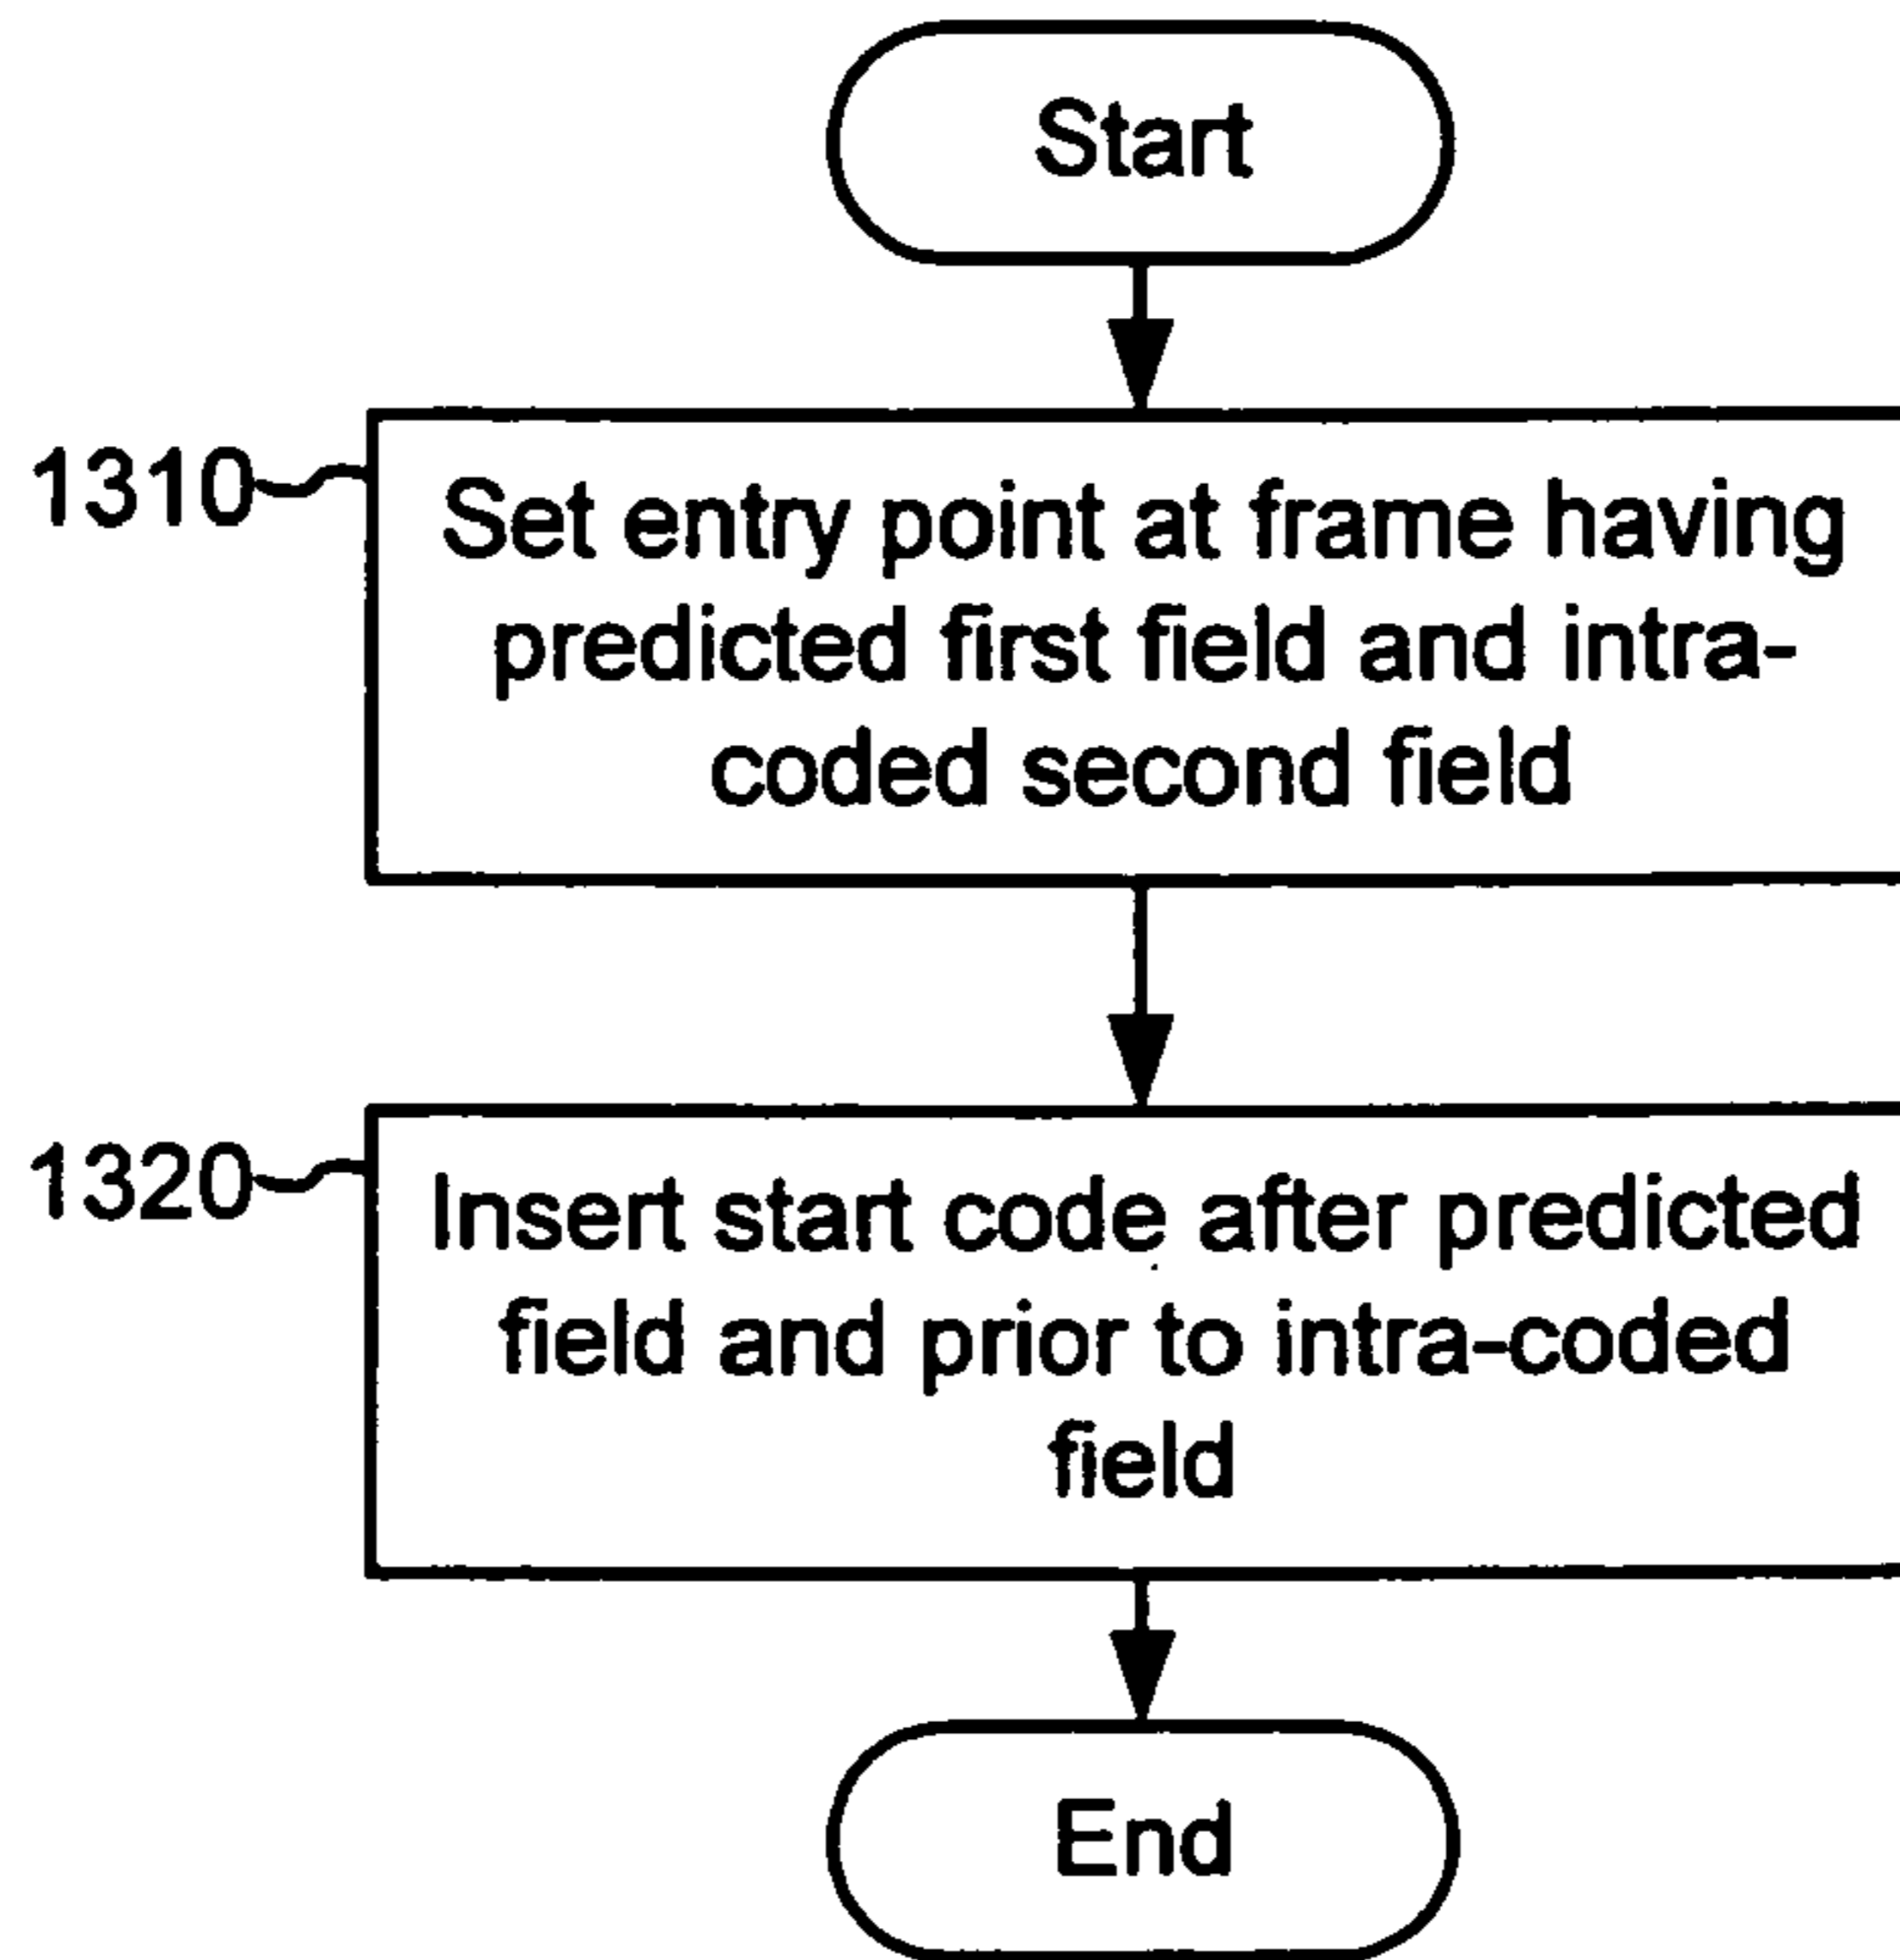 Start
1310
Set entry point at frame having
predicted first field and intra-
coded second field
1320
Insert start code after predicted
field and prior to intra-coded
field
End